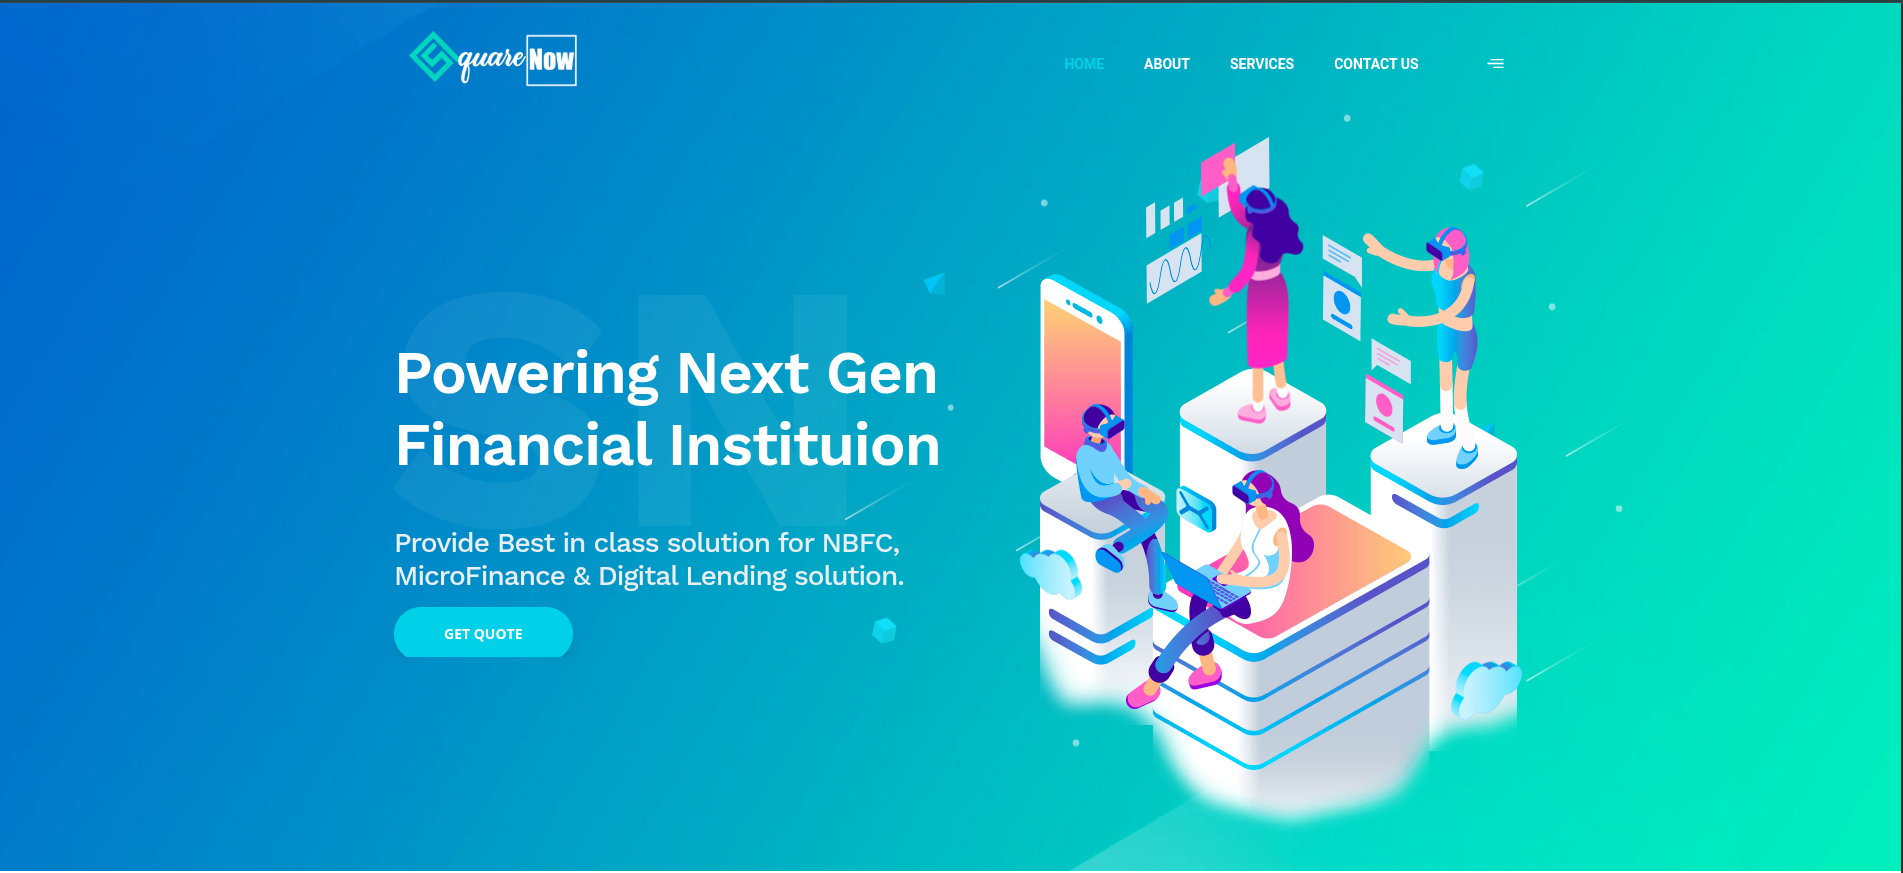 Square Now
HOME ABOUT SERVICES CONTACT US
SN
Powering Next Gen
Financial Instituion
Provide Best in class solution for NBFC,
MicroFinance & Digital Lending solution.
GET QUOTE